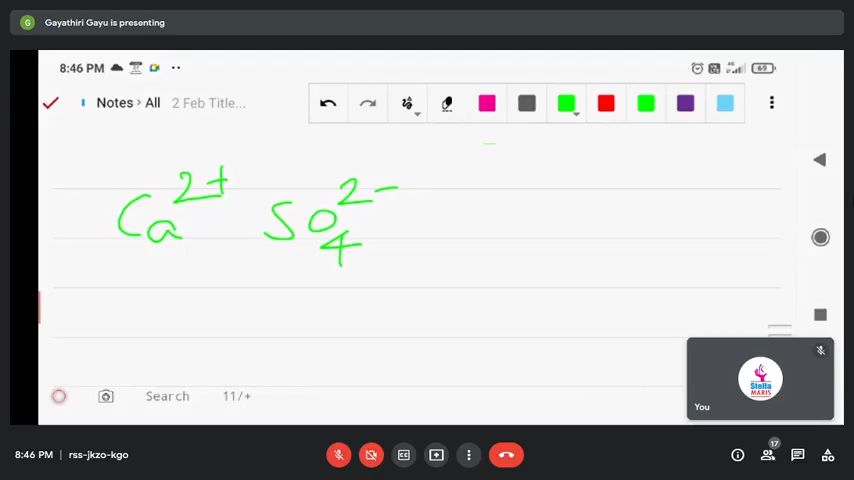 G Gayathiri Gayu is presenting
8:46 PM 69
Notes > All 2 Feb Title...
Ca²⁺ SO₄²⁻
Search 11/+
Stella
MARIS
You
8:46 PM | rss-jkzo-kgo 17